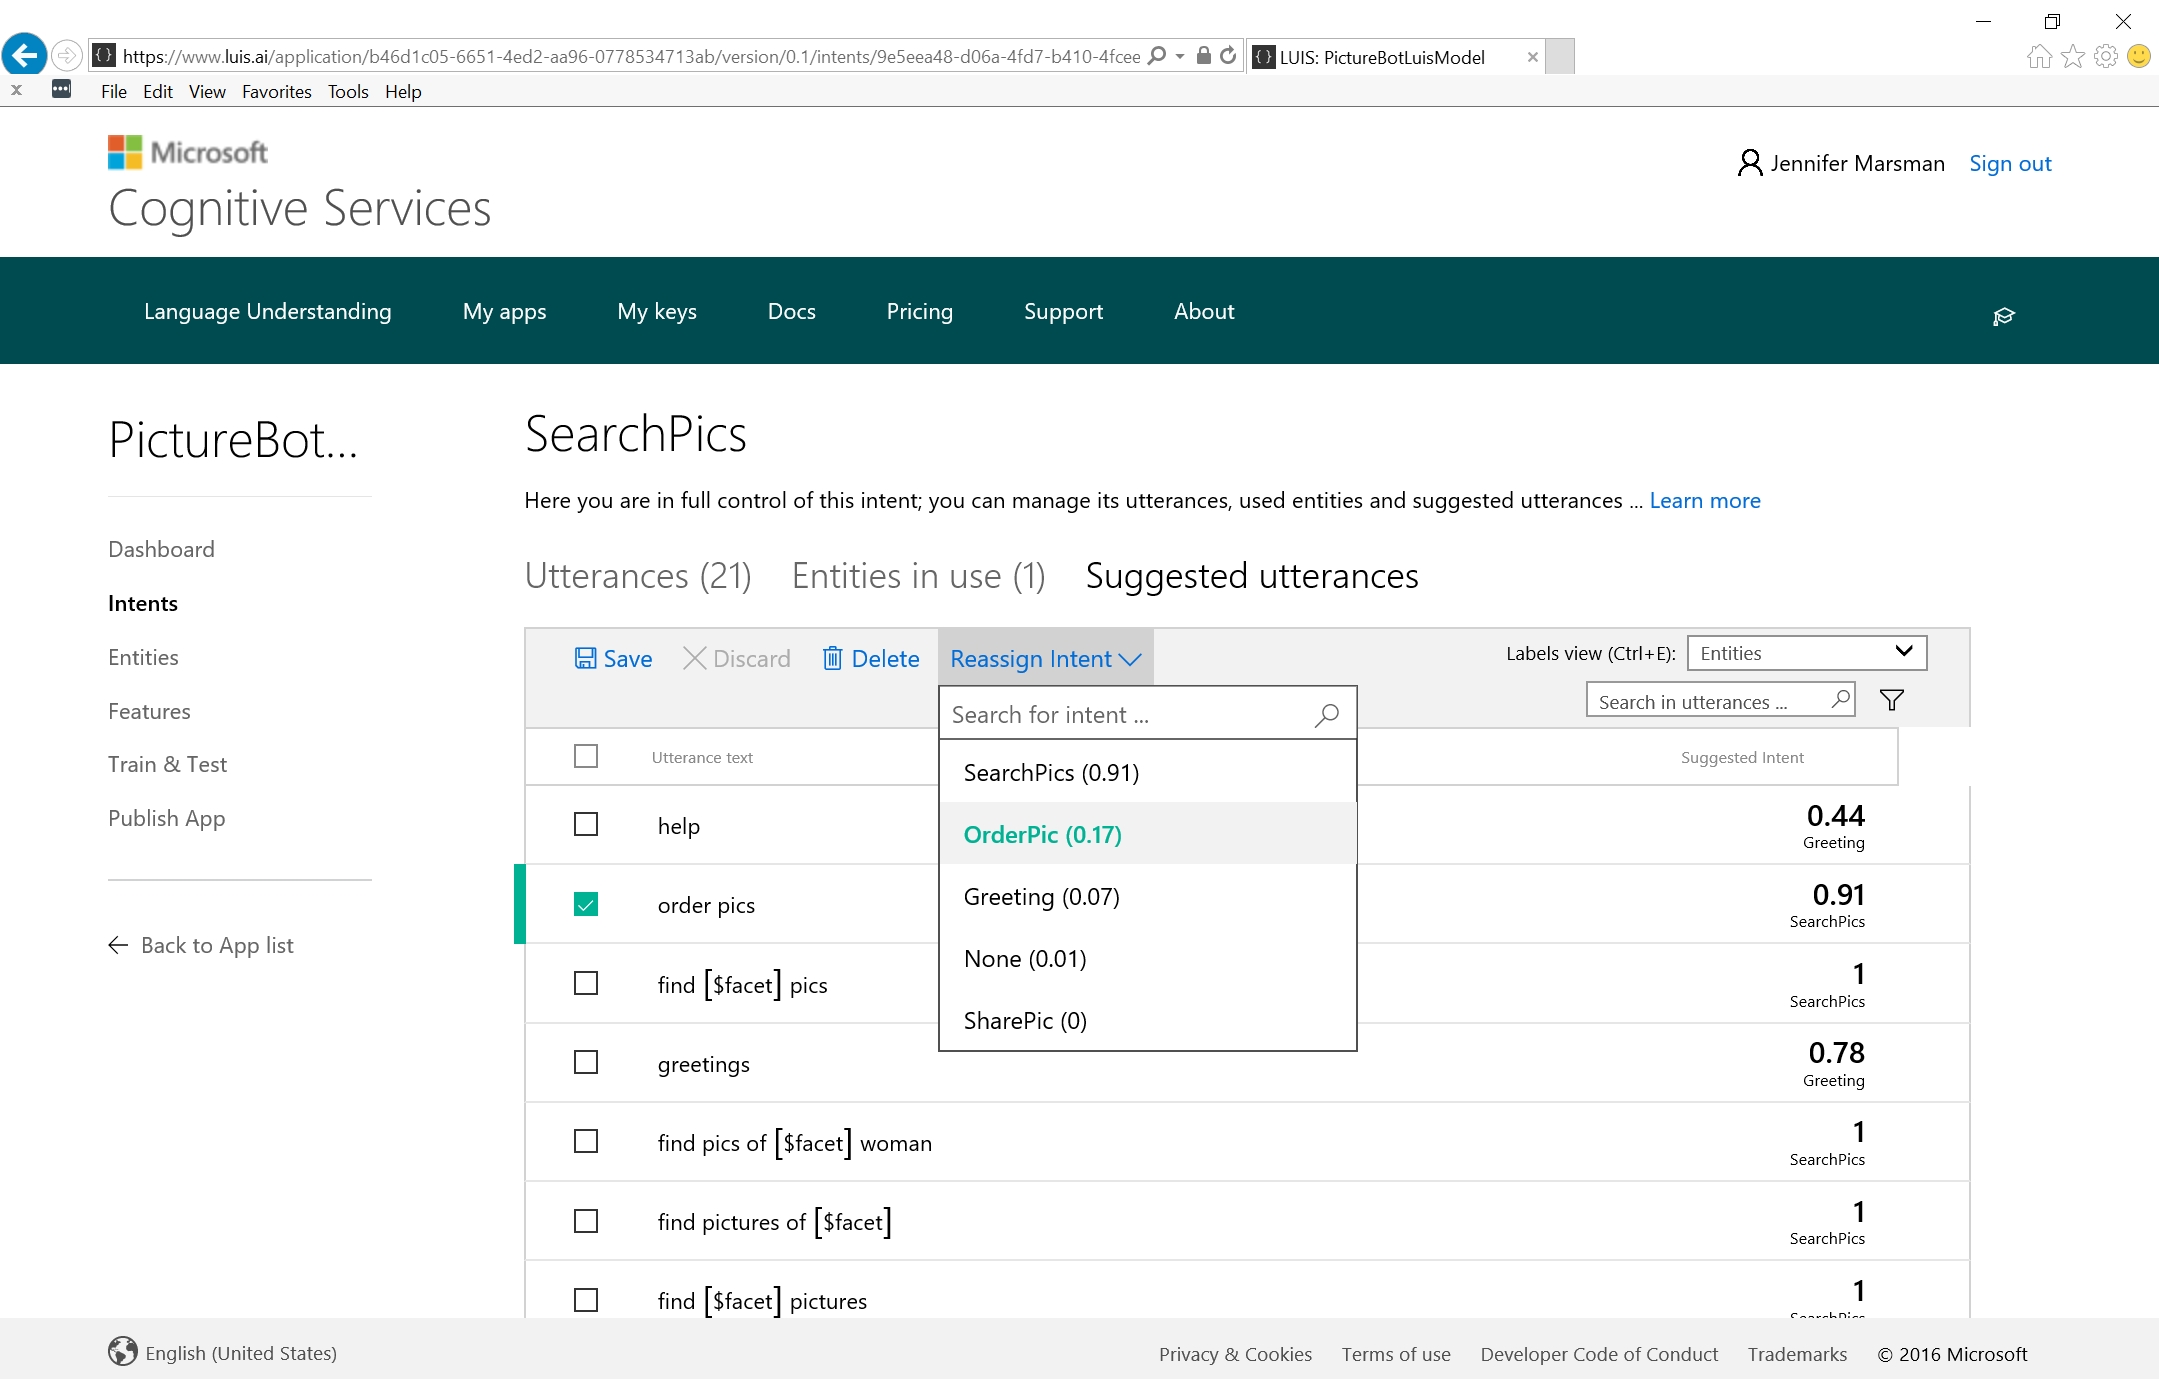 https://www.luis.ai/application/b46d1c05-6651-4ed2-aa96-0778534713ab/version/0.1/intents/9e5eea48-d06a-4fd7-b410-4fcee
LUIS: PictureBotLuisModel
File Edit View Favorites Tools Help
Microsoft
Cognitive Services
Jennifer Marsman Sign out
Language Understanding My apps My keys Docs Pricing Support About
PictureBot...
Dashboard
Intents
Entities
Features
Train & Test
Publish App
Back to App list
SearchPics
Here you are in full control of this intent; you can manage its utterances, used entities and suggested utterances ... Learn more
Utterances (21) Entities in use (1) Suggested utterances
Save Discard Delete Reassign Intent
Labels view (Ctrl+E): Entities
Search in utterances ...
Search for intent ...
SearchPics (0.91)
OrderPic (0.17)
Greeting (0.07)
None (0.01)
SharePic (0)
Utterance text Suggested Intent
help 0.44
Greeting
order pics 0.91
SearchPics
find [$facet] pics 1
SearchPics
greetings 0.78
Greeting
find pics of [$facet] woman 1
SearchPics
find pictures of [$facet] 1
SearchPics
find [$facet] pictures 1
SearchPics
English (United States)
Privacy & Cookies Terms of use Developer Code of Conduct Trademarks © 2016 Microsoft